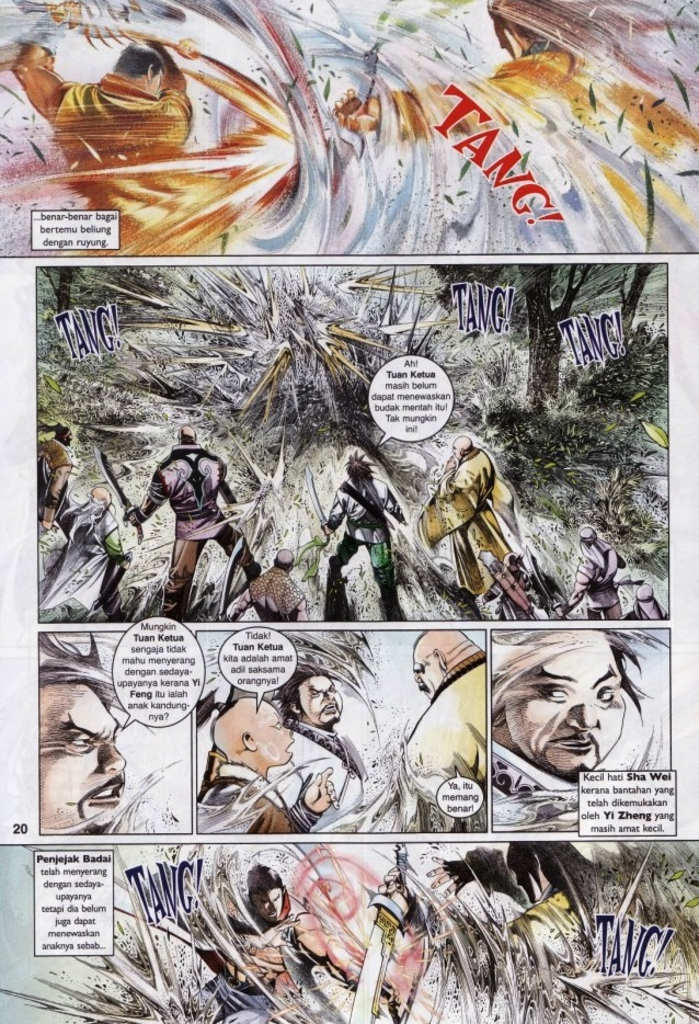 TANG!
...benar-benar bagai
bertemu beliung
dengan ruyung.
TANG!
TANG!
TANG!
Ah!
Tuan Ketua
masih belum
dapat menewaskan
budak mentah itu!
Tak mungkin
ini!
Mungkin
Tuan Ketua
sengaja tidak
mahu menyerang
dengan sedaya-
upayanya kerana Yi
Feng itu ialah
anak kandung-
nya?
Tidak!
Tuan Ketua
kita adalah amat
adil saksama
orangnya!
Ya, itu
memang
benar!
Kecil hati Sha Wei
kerana bantahan yang
telah dikemukakan
oleh Yi Zheng yang
masih amat kecil.
20
Penjejak Badai
telah menyerang
dengan sedaya-
upayanya
tetapi dia belum
juga dapat
menewaskan
anaknya sebab...
TANG!
TANG!